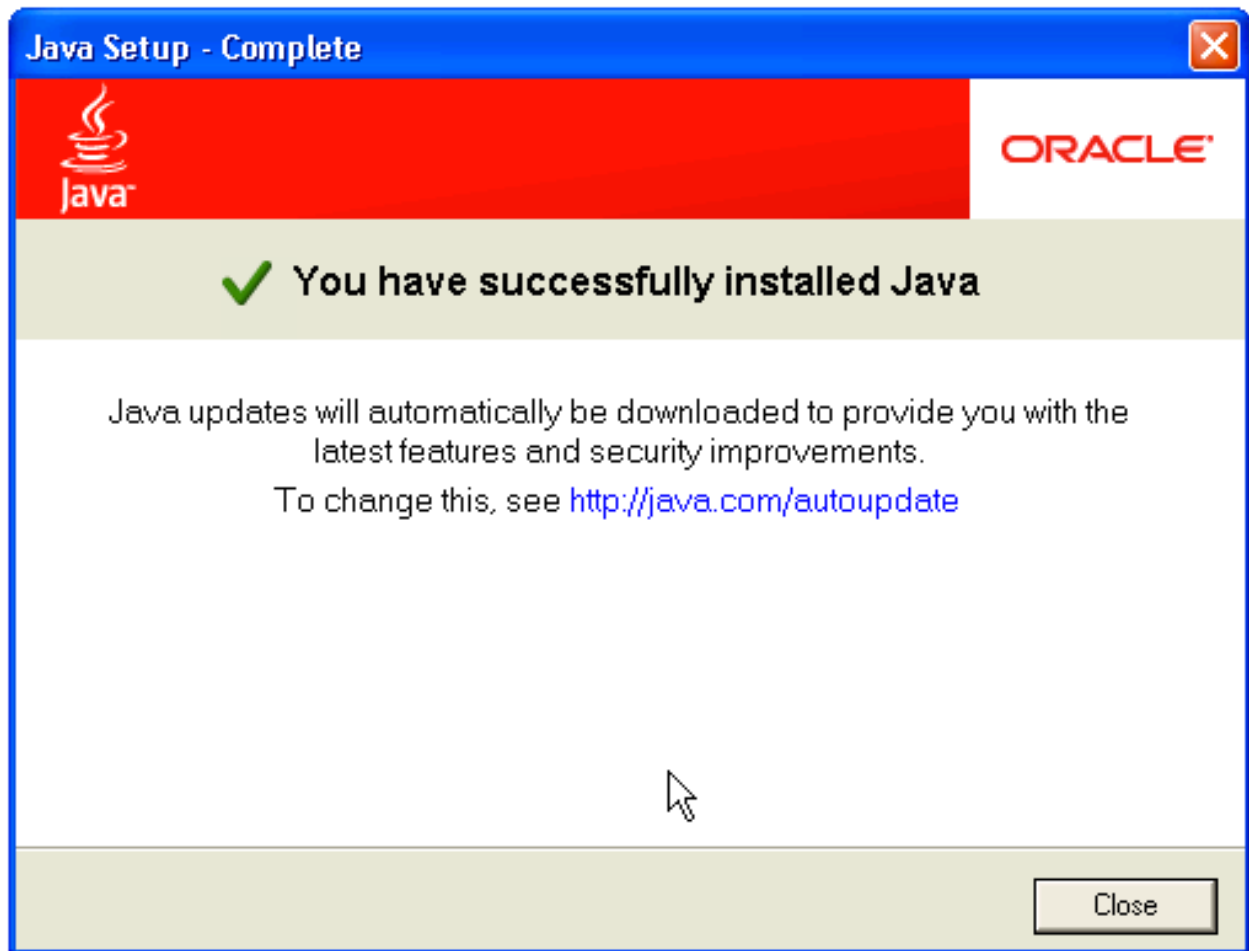 Java Setup - Complete
Java
ORACLE
You have successfully installed Java
Java updates will automatically be downloaded to provide you with the
latest features and security improvements.
To change this, see http://java.com/autoupdate
Close